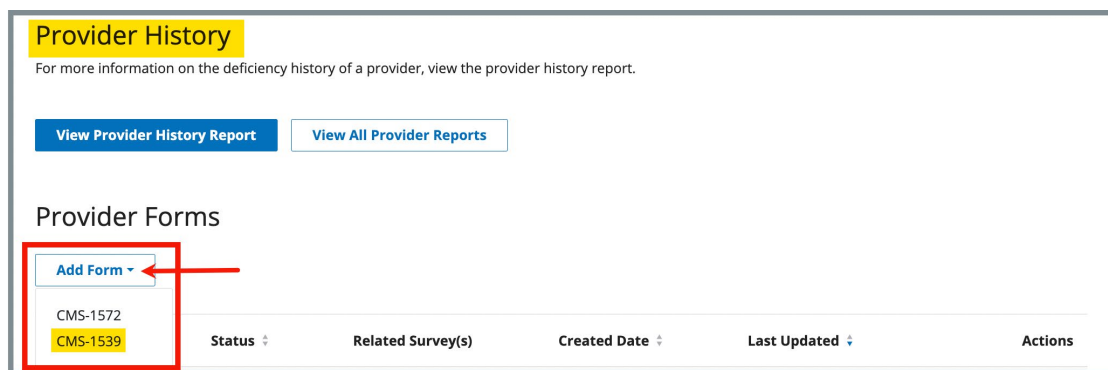 Provider History
For more information on the deficiency history of a provider, view the provider history report.
View Provider History Report View All Provider Reports
Provider Forms
Add Form
CMS-1572
CMS-1539 Status Related Survey(s) Created Date Last Updated Actions